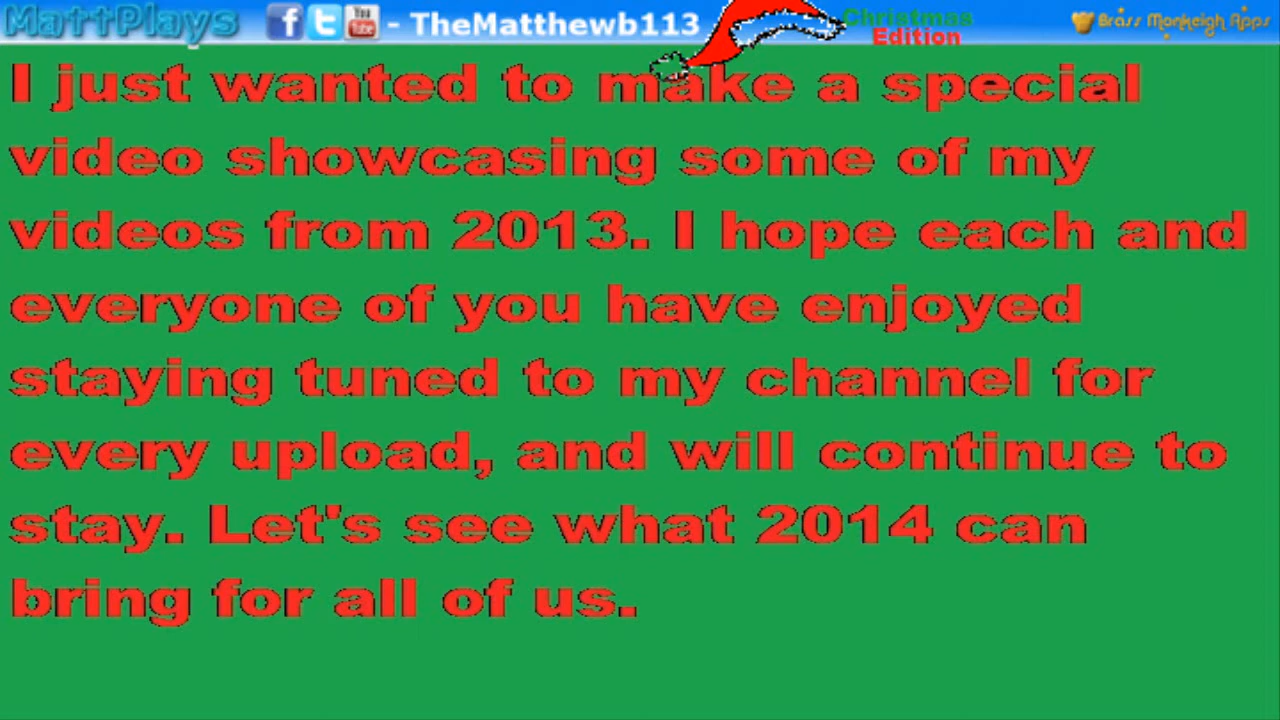 MattPlays f t You Tube - TheMatthewb113 Christmas Edition Brass Monkeigh Apps
I just wanted to make a special
video showcasing some of my
videos from 2013. I hope each and
everyone of you have enjoyed
staying tuned to my channel for
every upload, and will continue to
stay. Let's see what 2014 can
bring for all of us.